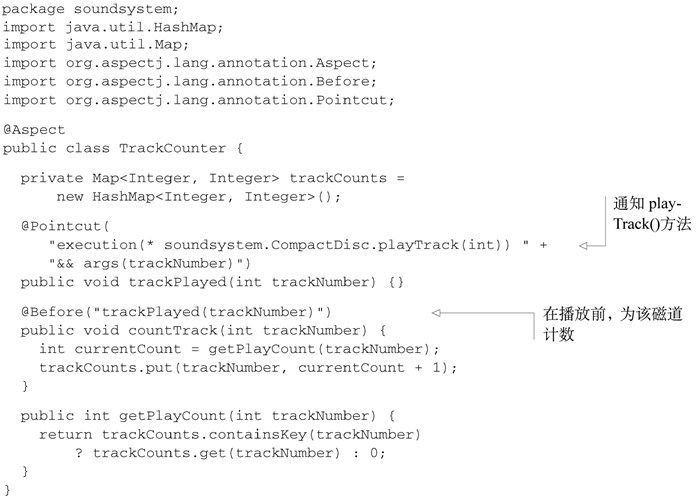 package soundsystem;
import java.util.HashMap;
import java.util.Map;
import org.aspectj.lang.annotation.Aspect;
import org.aspectj.lang.annotation.Before;
import org.aspectj.lang.annotation.Pointcut;
@Aspect
public class TrackCounter {
private Map<Integer, Integer> trackCounts =
new HashMap<Integer, Integer>();
@Pointcut(
"execution(* soundsystem.CompactDisc.playTrack(int)) " +
"&& args(trackNumber)")
public void trackPlayed(int trackNumber) {}
通知 play-
Track()方法
@Before("trackPlayed(trackNumber)")
public void countTrack(int trackNumber) {
int currentCount = getPlayCount(trackNumber);
trackCounts.put(trackNumber, currentCount + 1);
}
在播放前，为该磁道
计数
public int getPlayCount(int trackNumber) {
return trackCounts.containsKey(trackNumber)
? trackCounts.get(trackNumber) : 0;
}
}